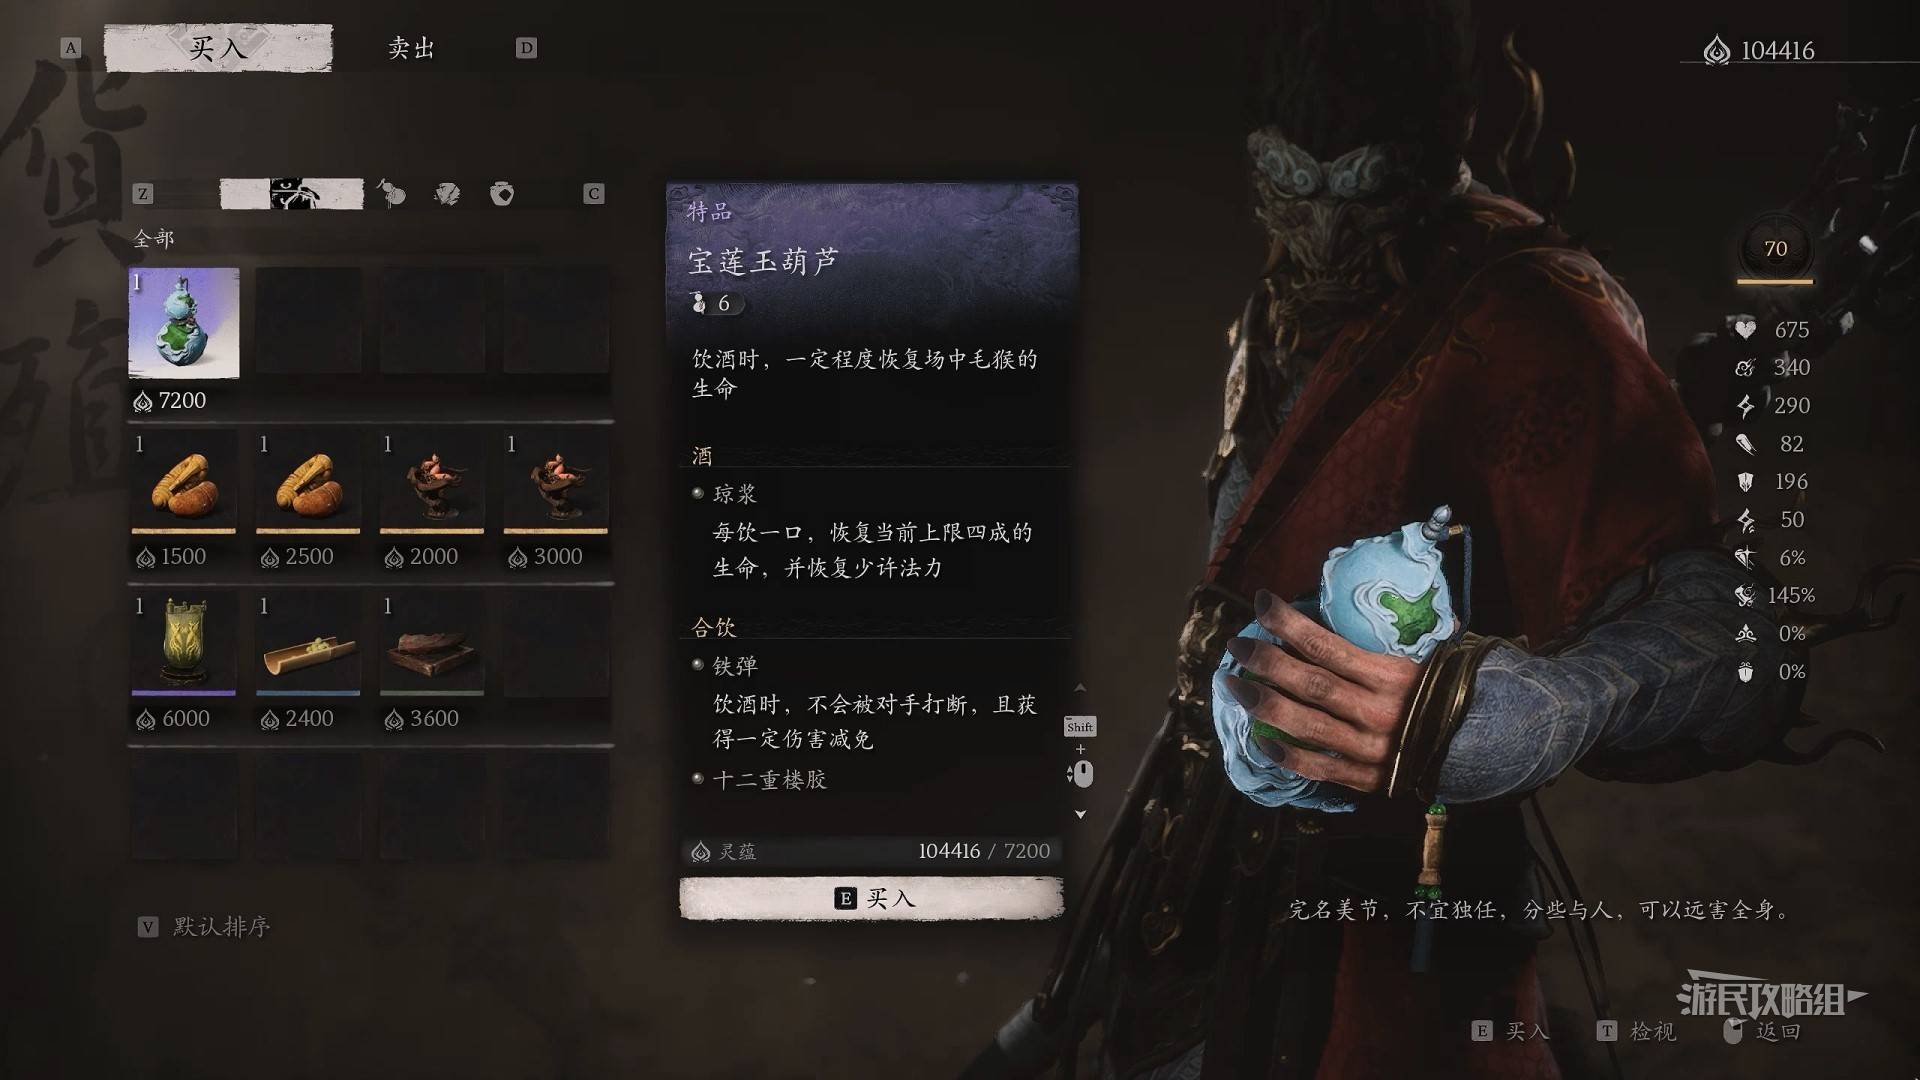 A 买入 卖出 D
104416
货殖
Z C
全部
1
7200
1 1 1 1
1500 2500 2000 3000
1 1 1
6000 2400 3600
V 默认排序
特品
宝莲玉葫芦
6
饮酒时，一定程度恢复场中毛猴的
生命
酒
琼浆
每饮一口，恢复当前上限四成的
生命，并恢复少许法力
合饮
铁弹
饮酒时，不会被对手打断，且获
得一定伤害减免
十二重楼胶
Shift
+
灵蕴 104416 / 7200
E 买入
70
675
340
290
82
196
50
6%
145%
0%
0%
完名美节，不宜独任，分些与人，可以远害全身。
游民攻略组
E 买入 T 检视 返回